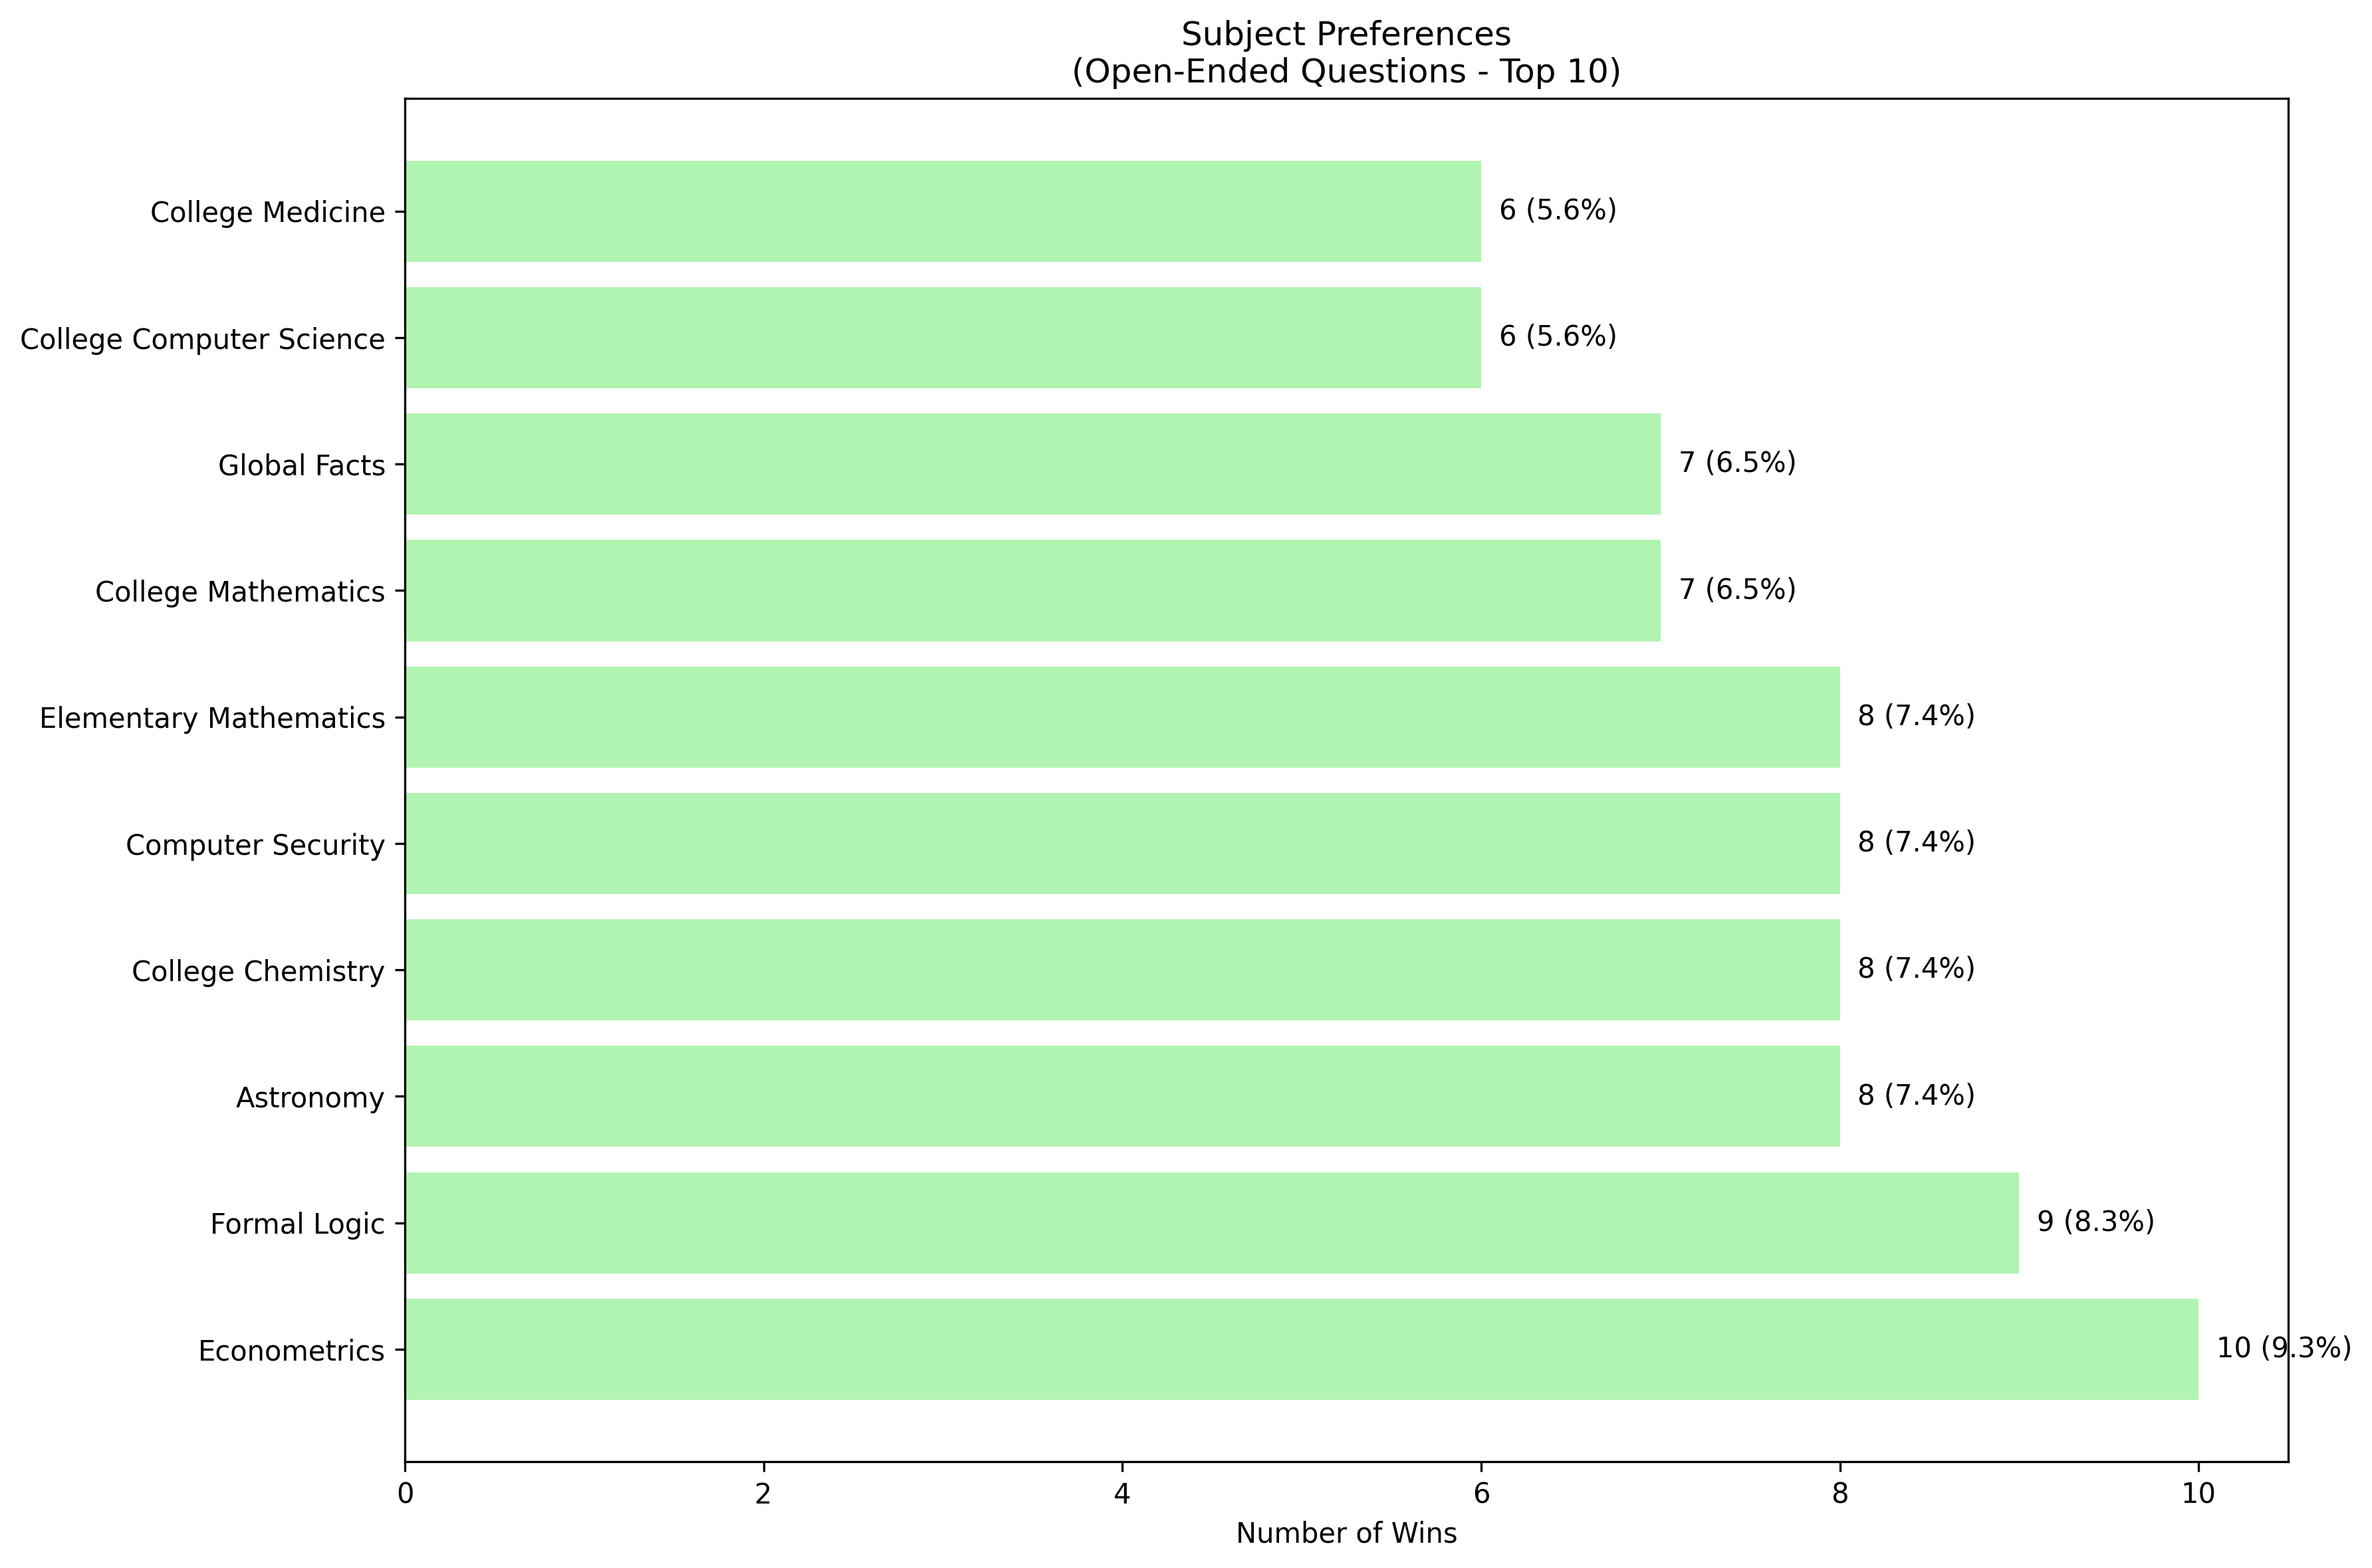 Subject Preferences
(Open-Ended Questions - Top 10)
College Medicine
6 (5.6%)
College Computer Science
6 (5.6%)
Global Facts
7 (6.5%)
College Mathematics
7 (6.5%)
Elementary Mathematics
8 (7.4%)
Computer Security
8 (7.4%)
College Chemistry
8 (7.4%)
Astronomy
8 (7.4%)
Formal Logic
9 (8.3%)
Econometrics
10 (9.3%)
0 2 4 6 8 10
Number of Wins